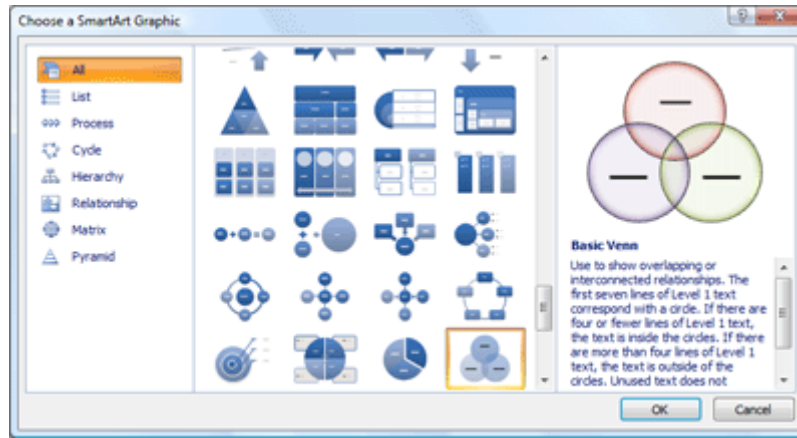 Choose a SmartArt Graphic
All
List
Process
Cycle
Hierarchy
Relationship
Matrix
Pyramid
Basic Venn
Use to show overlapping or
interconnected relationships. The
first seven lines of Level 1 text
correspond with a circle. If there are
four or fewer lines of Level 1 text,
the text is inside the circles. If there
are more than four lines of Level 1
text, the text is outside of the
circles. Unused text does not
OK
Cancel